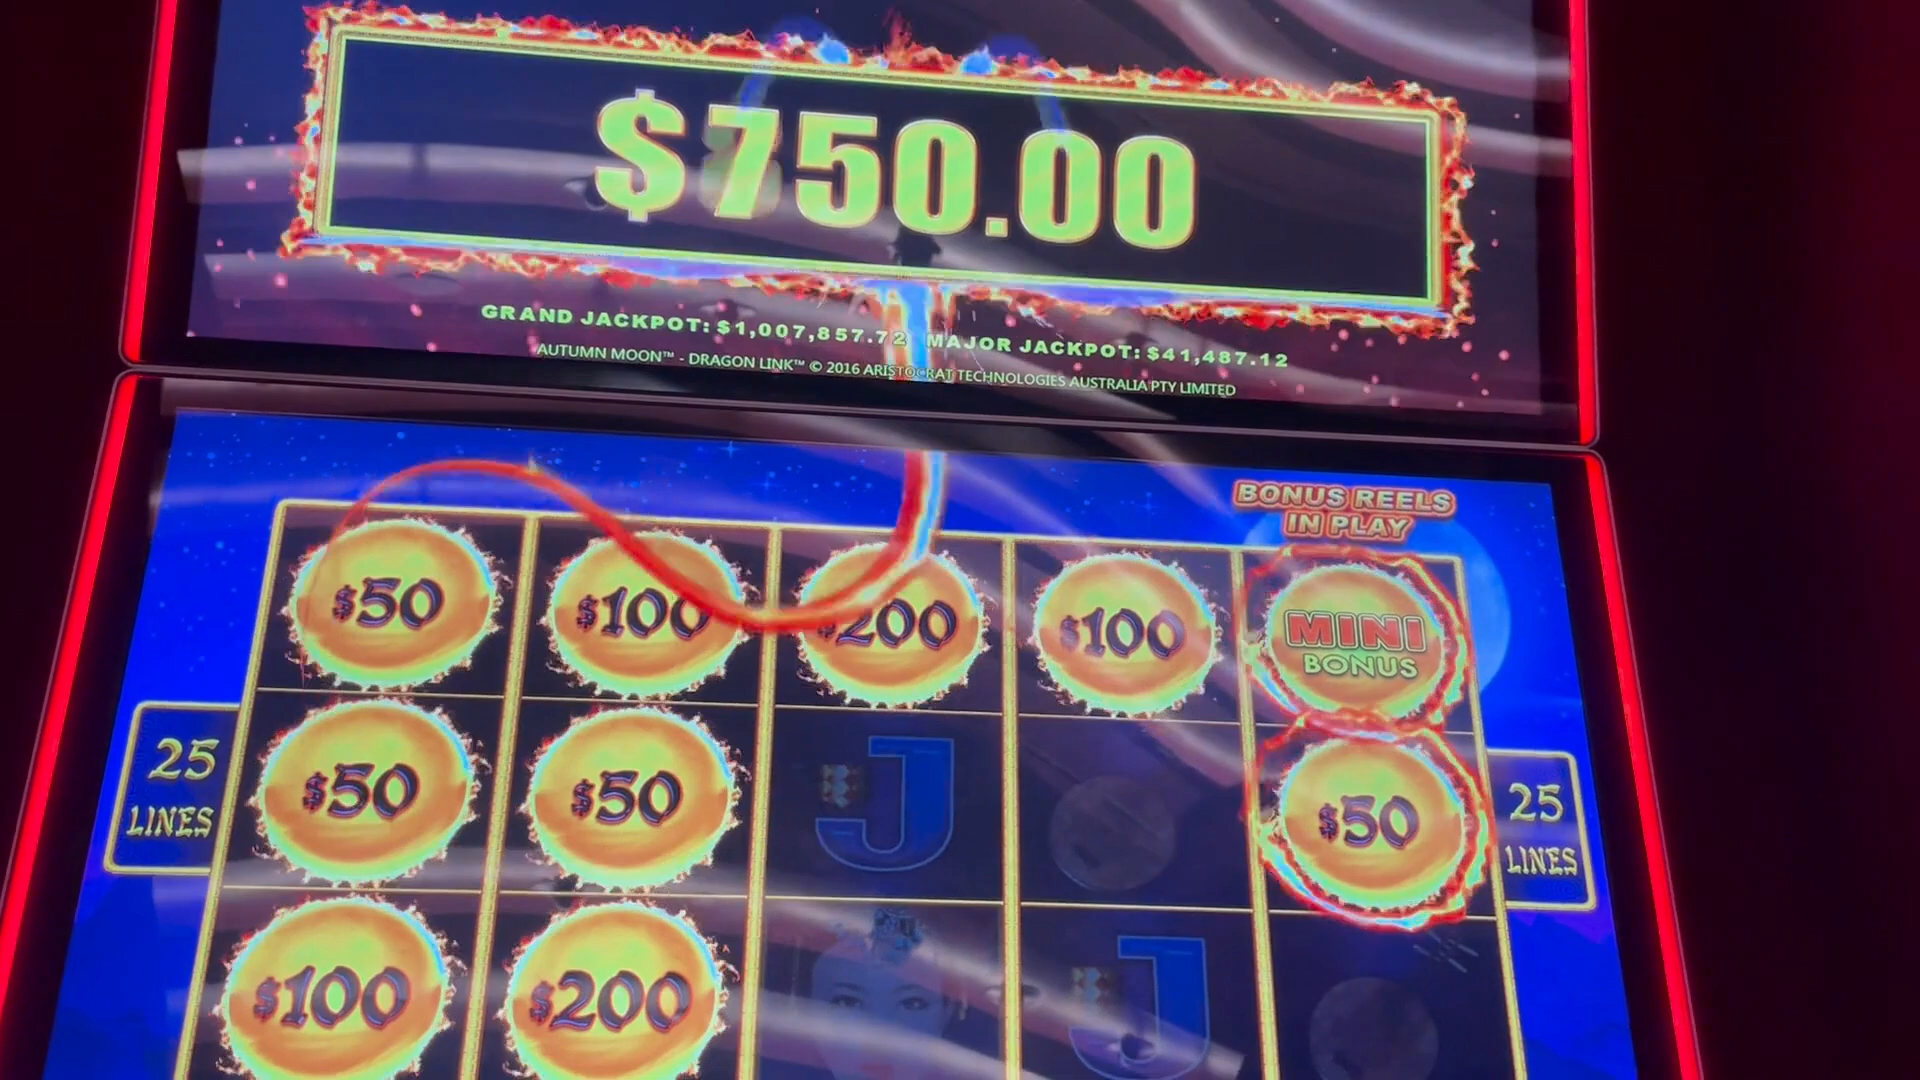 $750.00
GRAND JACKPOT: $1,007,857.72 MAJOR JACKPOT: $41,487.12
AUTUMN MOON™ - DRAGON LINK™ © 2016 ARISTOCRAT TECHNOLOGIES AUSTRALIA PTY LIMITED
BONUS REELS
IN PLAY
$50 $100 $200 $100 MINI
BONUS
25
LINES
$50 $50 J $50
25
LINES
$100 $200 J